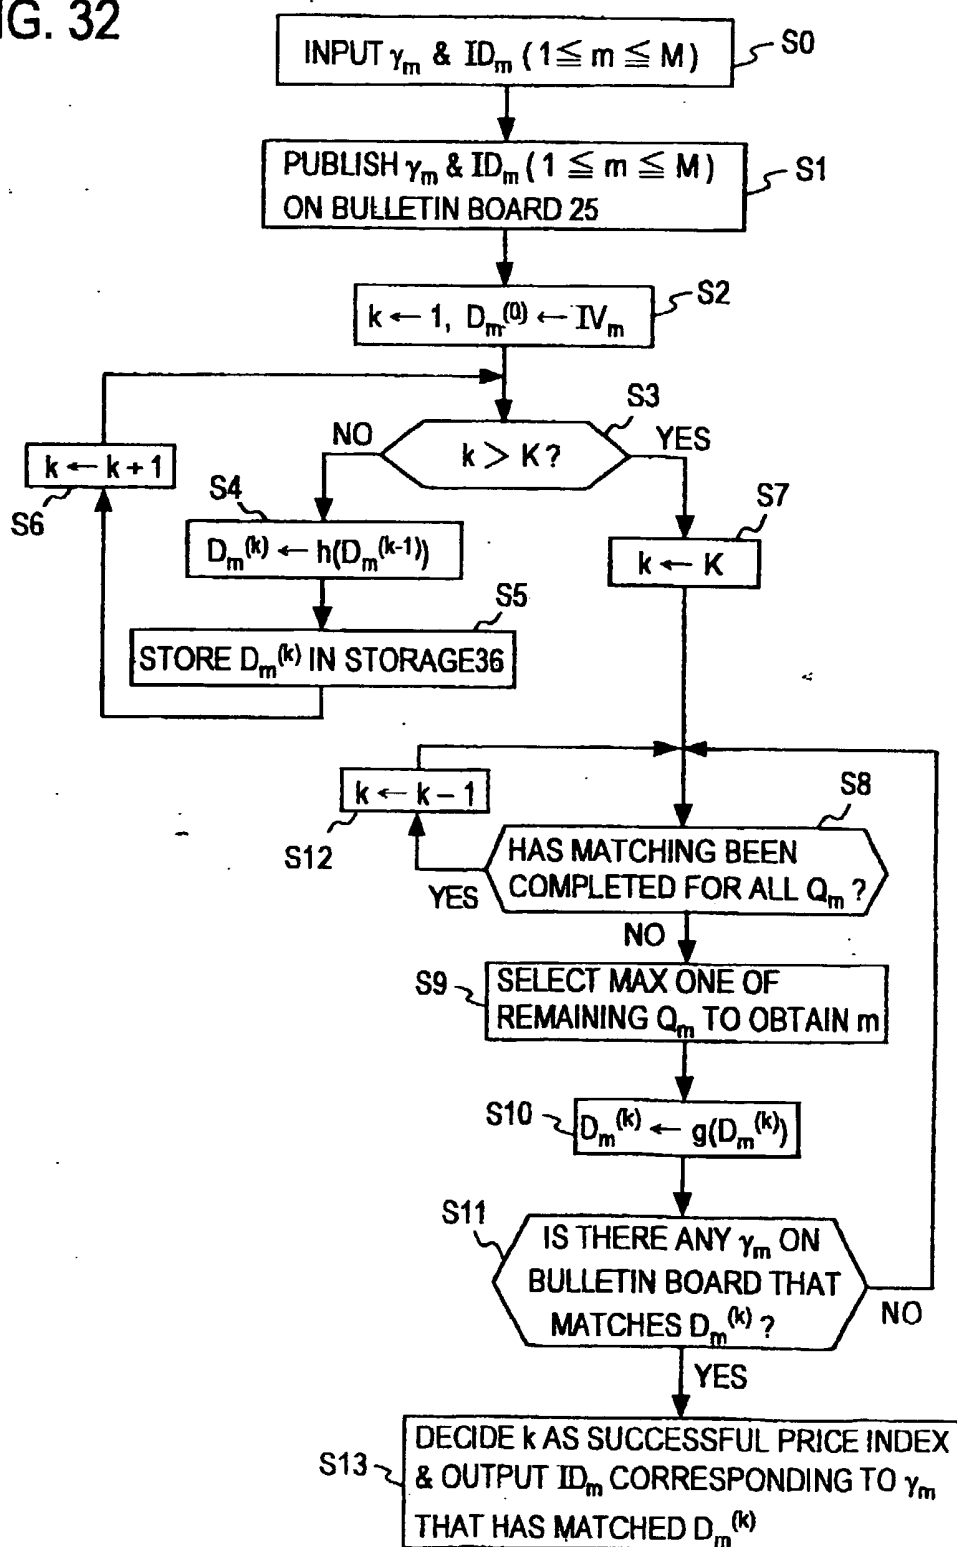 IG. 32
INPUT γm & IDm ( 1 ≦ m ≦ M )
S0
PUBLISH γm & IDm ( 1 ≦ m ≦ M )
ON BULLETIN BOARD 25
S1
k ← 1, Dm(0) ← IVm
S2
S3
NO
k > K ?
YES
k ← k + 1
S6
S4
Dm(k) ← h(Dm(k-1))
S7
k ← K
S5
STORE Dm(k) IN STORAGE36
k ← k − 1
S12
S8
HAS MATCHING BEEN
COMPLETED FOR ALL Qm ?
YES
NO
S9
SELECT MAX ONE OF
REMAINING Qm TO OBTAIN m
S10
Dm(k) ← g(Dm(k))
S11
IS THERE ANY γm ON
BULLETIN BOARD THAT
MATCHES Dm(k) ?
NO
YES
S13
DECIDE k AS SUCCESSFUL PRICE INDEX
& OUTPUT IDm CORRESPONDING TO γm
THAT HAS MATCHED Dm(k)